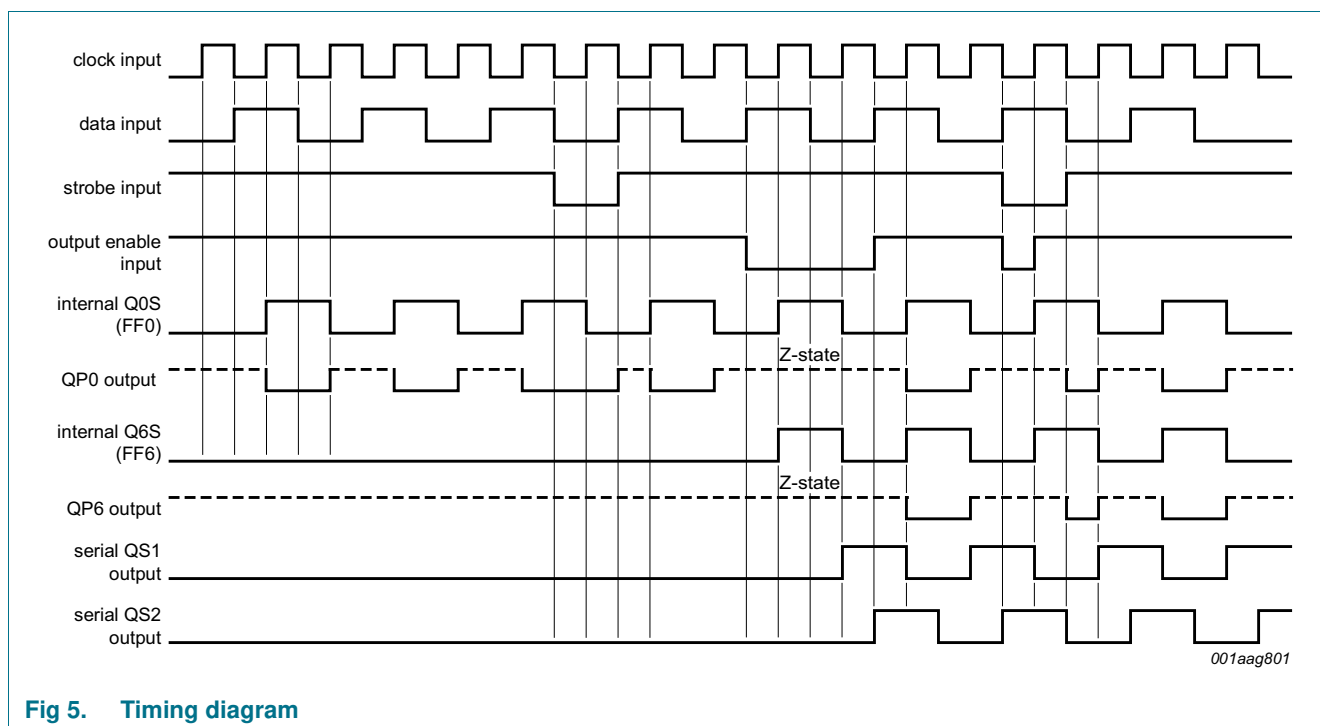 clock input
data input
strobe input
output enable
input
internal Q0S
(FF0)
Z-state
QP0 output
internal Q6S
(FF6)
Z-state
QP6 output
serial QS1
output
serial QS2
output
001aag801
Fig 5. Timing diagram